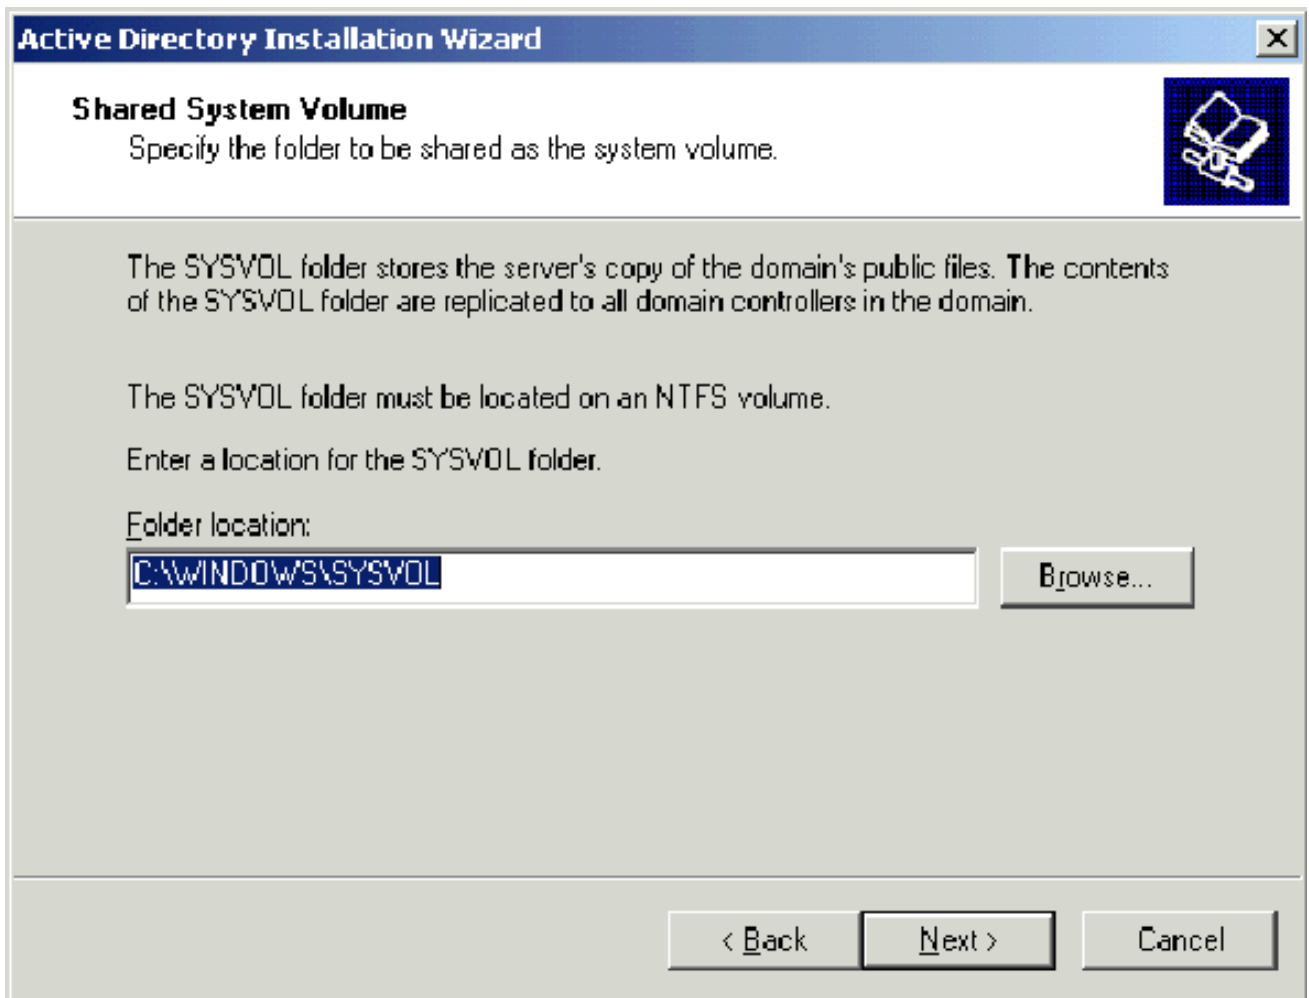 Active Directory Installation Wizard
Shared System Volume
Specify the folder to be shared as the system volume.
The SYSVOL folder stores the server's copy of the domain's public files. The contents
of the SYSVOL folder are replicated to all domain controllers in the domain.
The SYSVOL folder must be located on an NTFS volume.
Enter a location for the SYSVOL folder.
Folder location:
C:\WINDOWS\SYSVOL
Browse...
< Back
Next >
Cancel